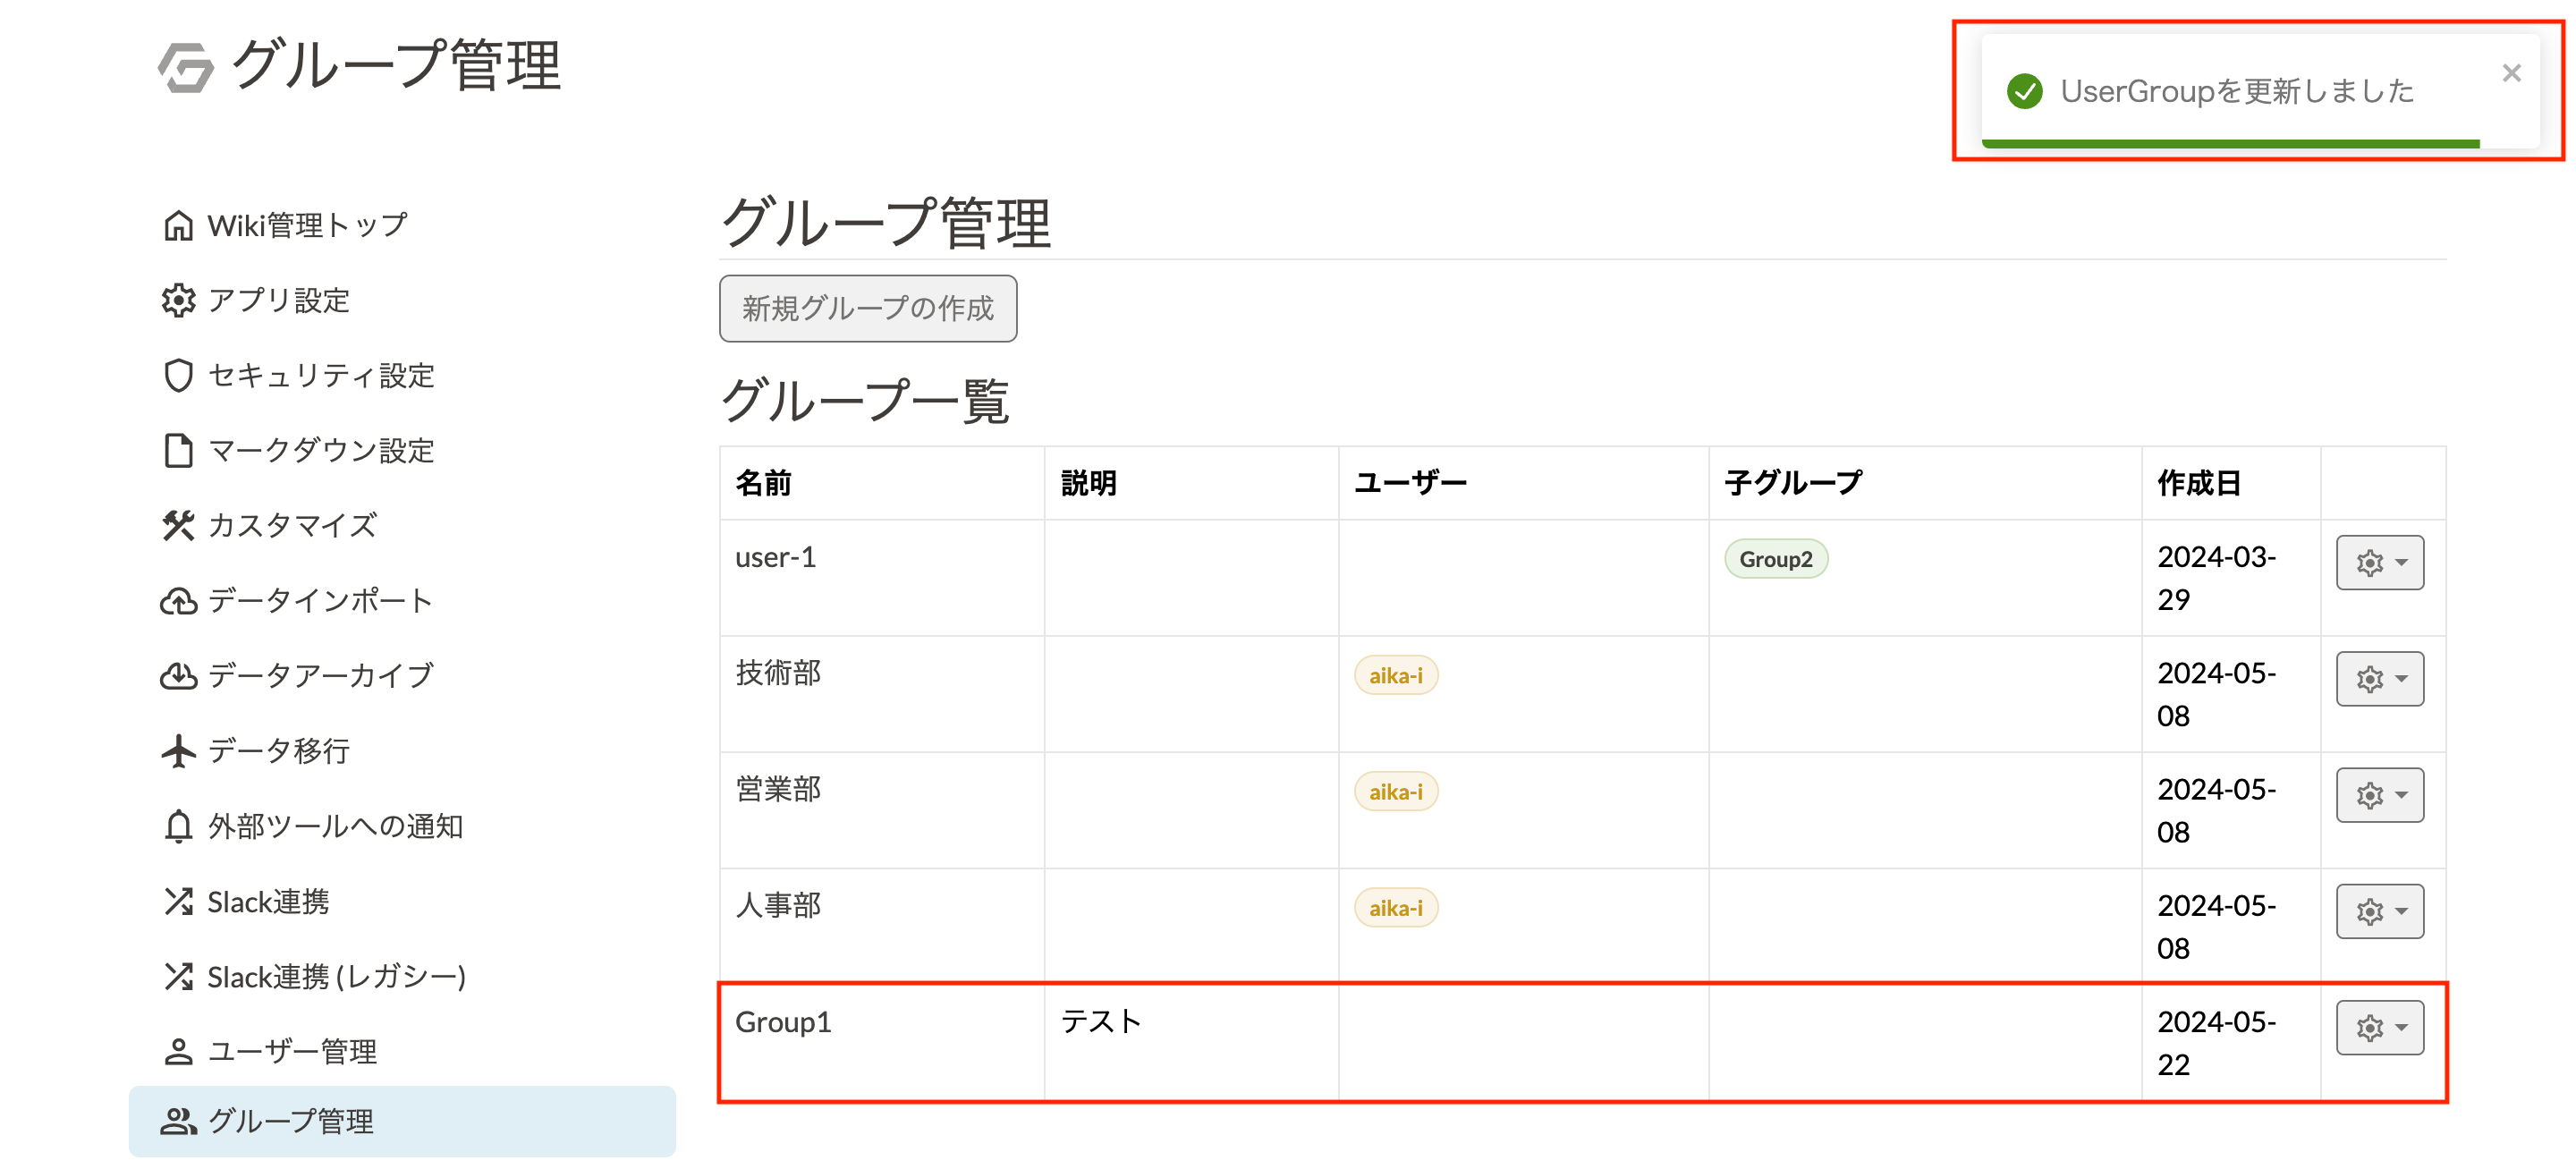 グループ管理
UserGroupを更新しました
Wiki管理トップ
アプリ設定
セキュリティ設定
マークダウン設定
カスタマイズ
データインポート
データアーカイブ
データ移行
外部ツールへの通知
Slack連携
Slack連携 (レガシー)
ユーザー管理
グループ管理
グループ管理
新規グループの作成
グループ一覧
名前 説明 ユーザー 子グループ 作成日
user-1 Group2 2024-03-
29
技術部 aika-i 2024-05-
08
営業部 aika-i 2024-05-
08
人事部 aika-i 2024-05-
08
Group1 テスト 2024-05-
22